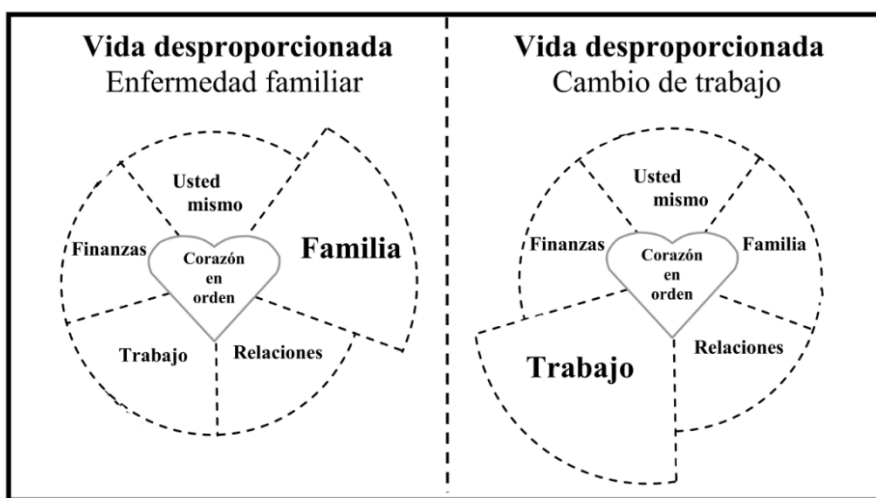 Vida desproporcionada
Enfermedad familiar
Usted
mismo
Familia
Finanzas
Corazón
en
orden
Trabajo
Relaciones
Vida desproporcionada
Cambio de trabajo
Usted
mismo
Finanzas
Familia
Corazón
en
orden
Relaciones
Trabajo